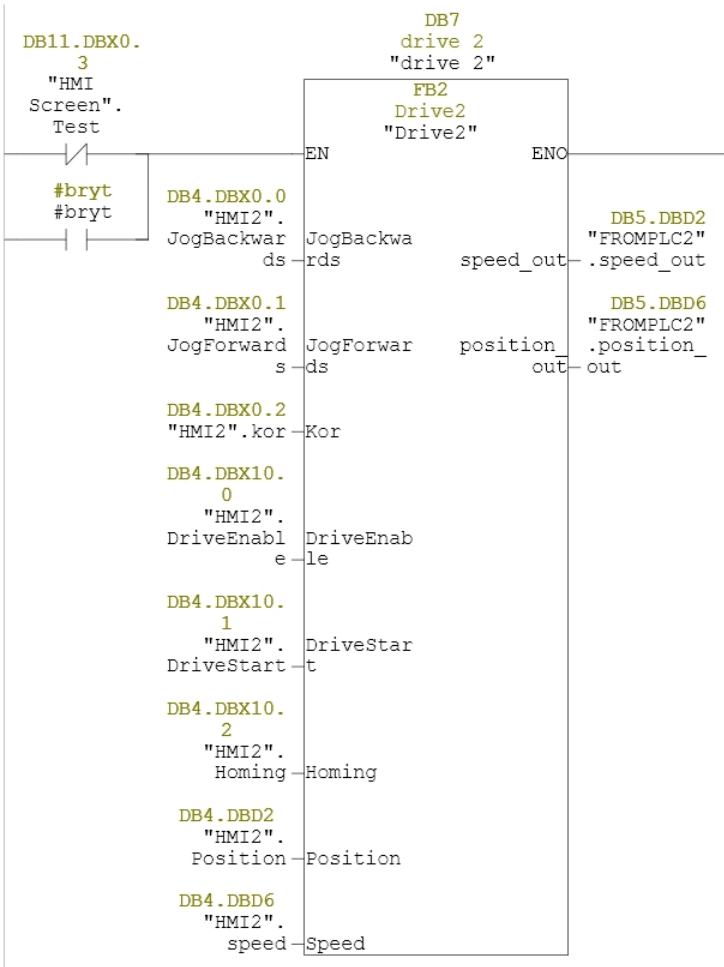 DB7
DB11.DBX0. drive 2
3 "drive 2"
"HMI FB2
Screen". Drive2
Test "Drive2"
EN ENO
#bryt DB4.DBX0.0
#bryt "HMI2". DB5.DBD2
JogBackwar JogBackwa "FROMPLC2"
ds rds speed_out .speed_out
DB4.DBX0.1 DB5.DBD6
"HMI2". "FROMPLC2"
JogForward JogForwar position_ .position_
s ds out out
DB4.DBX0.2
"HMI2".kor Kor
DB4.DBX10.
0
"HMI2".
DriveEnabl DriveEnab
e le
DB4.DBX10.
1
"HMI2". DriveStar
DriveStart t
DB4.DBX10.
2
"HMI2".
Homing Homing
DB4.DBD2
"HMI2".
Position Position
DB4.DBD6
"HMI2".
speed Speed